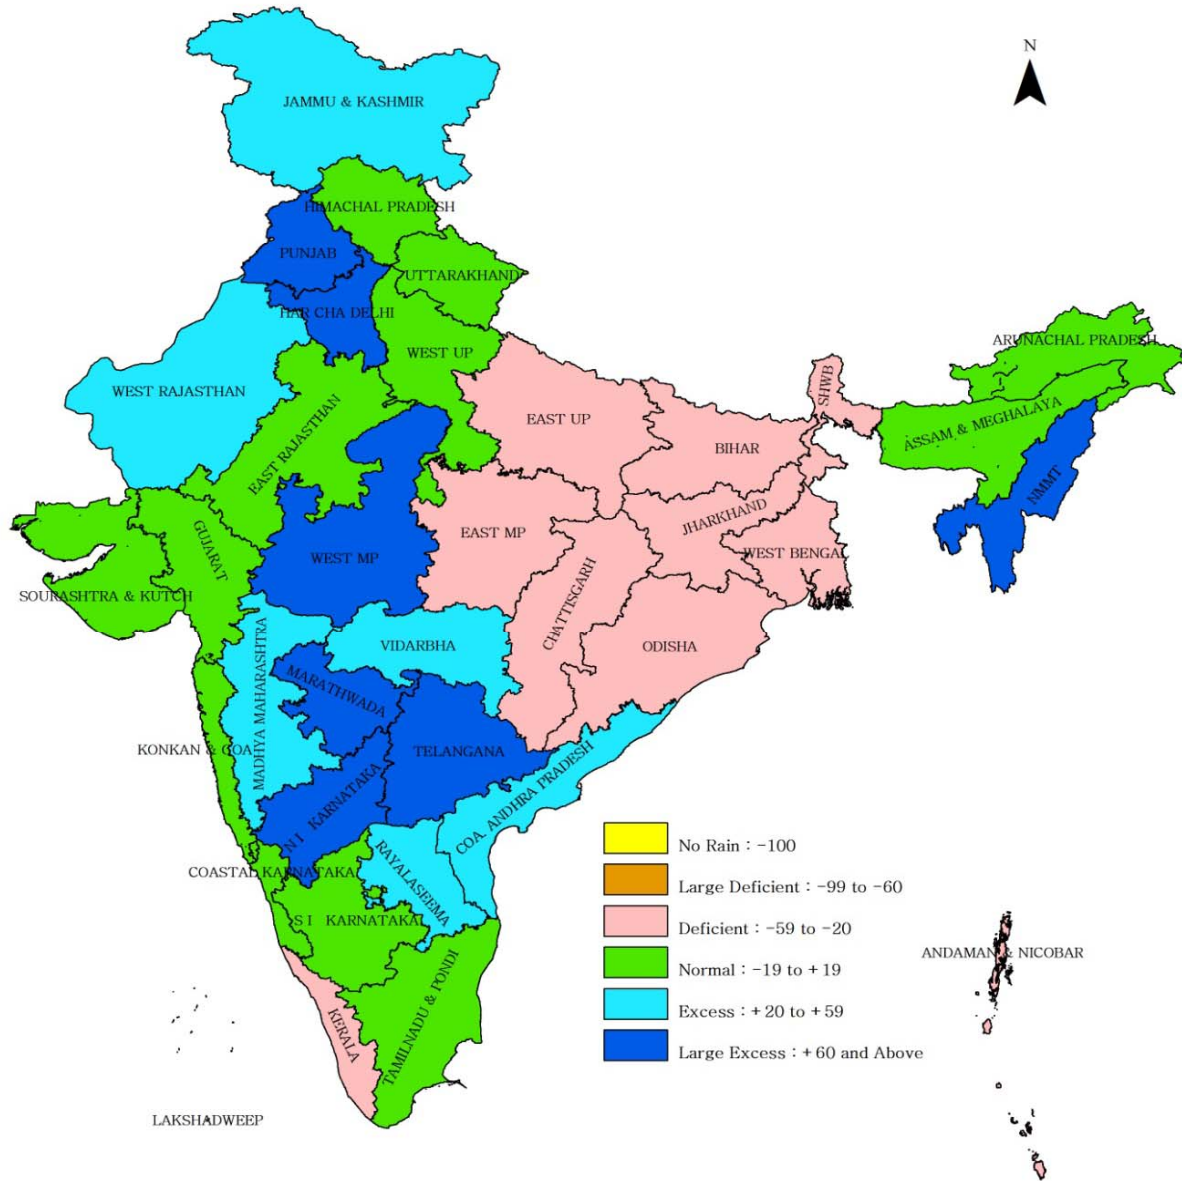 N
JAMMU & KASHMIR
HIMACHAL PRADESH
PUNJAB
UTTARAKHAND
HAR CHA DELHI
ARUNACHAL PRADESH
WEST UP
SHWB
WEST RAJASTHAN
EAST RAJASTHAN
EAST UP
ASSAM & MEGHALAYA
BIHAR
NMMT
JHARKHAND
EAST MP
GUJARAT
WEST MP
WEST BENGAL
SOURASHTRA & KUTCH
CHATTISGARH
VIDARBHA
ODISHA
MADHYA MAHARASHTRA
MARATHWADA
KONKAN & GOA
TELANGANA
N I KARNATAKA
COA. ANDHRA PRADESH
COASTAL KARNATAKA
RAYALASEEMA
S I KARNATAKA
ANDAMAN & NICOBAR
KERALA
TAMILNADU & PONDI
LAKSHADWEEP
No Rain : -100
Large Deficient : -99 to -60
Deficient : -59 to -20
Normal : -19 to +19
Excess : +20 to +59
Large Excess : +60 and Above